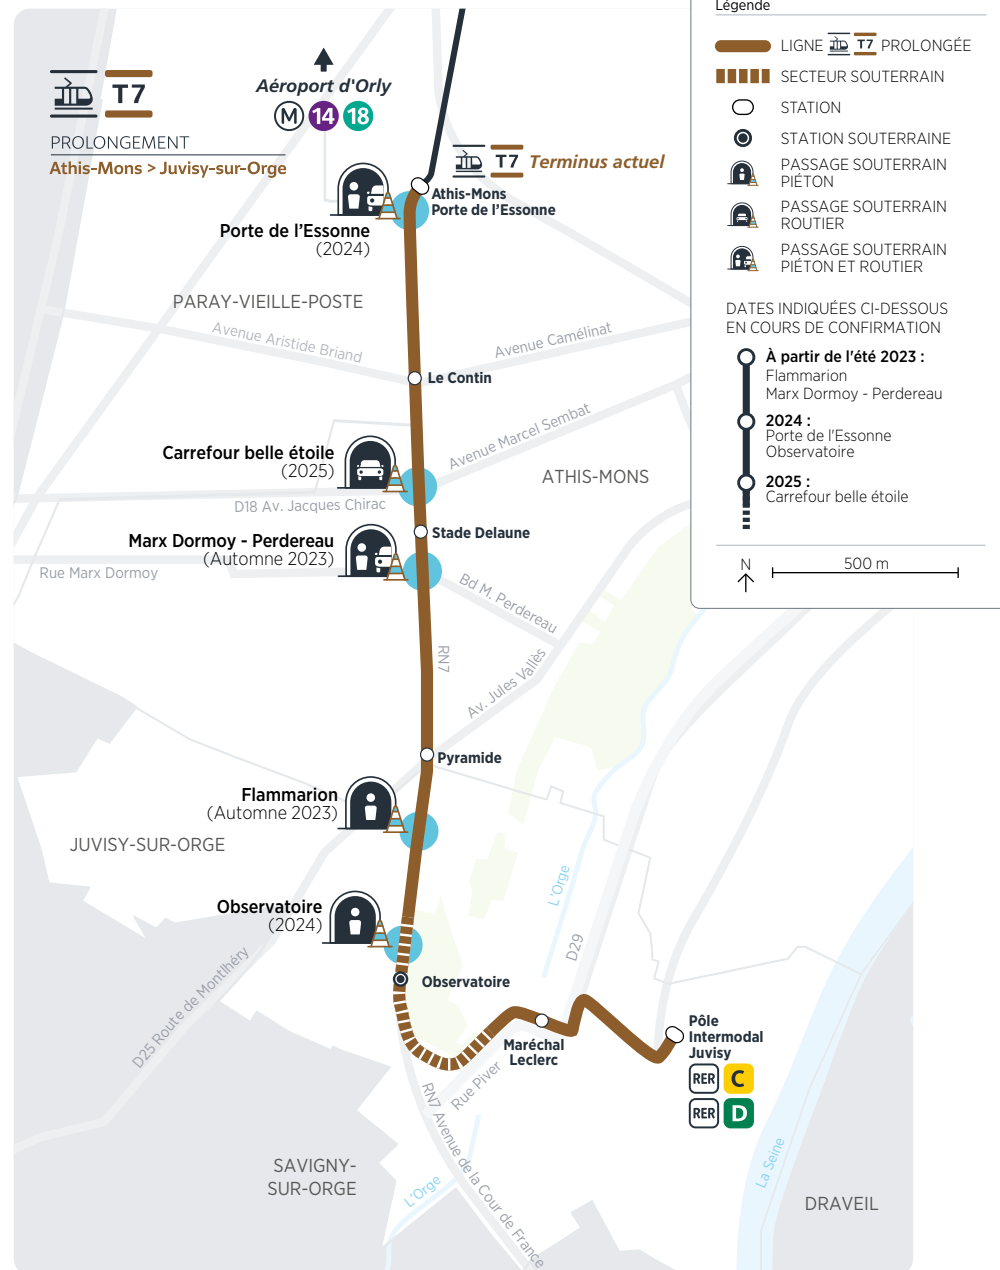 Légende
LIGNE T7 PROLONGÉE
SECTEUR SOUTERRAIN
STATION
STATION SOUTERRAINE
PASSAGE SOUTERRAIN
PIÉTON
PASSAGE SOUTERRAIN
ROUTIER
PASSAGE SOUTERRAIN
PIÉTON ET ROUTIER
DATES INDIQUÉES CI-DESSOUS
EN COURS DE CONFIRMATION
À partir de l'été 2023 :
Flammarion
Marx Dormoy - Perdereau
2024 :
Porte de l'Essonne
Observatoire
2025 :
Carrefour belle étoile
N
500 m
T7
PROLONGEMENT
Athis-Mons > Juvisy-sur-Orge
Aéroport d'Orly
M 14 18
T7 Terminus actuel
Athis-Mons
Porte de l'Essonne
Porte de l'Essonne
(2024)
PARAY-VIEILLE-POSTE
Avenue Aristide Briand
Avenue Camélinat
Le Contin
Avenue Marcel Sembat
Carrefour belle étoile
(2025)
ATHIS-MONS
D18 Av. Jacques Chirac
Stade Delaune
Marx Dormoy - Perdereau
(Automne 2023)
Rue Marx Dormoy
Bd M. Perdereau
RN7
Av. Jules Vallès
Pyramide
Flammarion
(Automne 2023)
JUVISY-SUR-ORGE
L'Orge
Observatoire
(2024)
D29
D25 Route de Montlhéry
Observatoire
Maréchal
Leclerc
Pôle
Intermodal
Juvisy
RER C
RER D
Rue Piver
RN7 Avenue de la Cour de France
SAVIGNY-
SUR-ORGE
L'Orge
La Seine
DRAVEIL